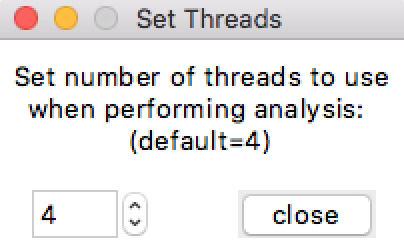 Set Threads
Set number of threads to use
when performing analysis:
(default=4)
4
close